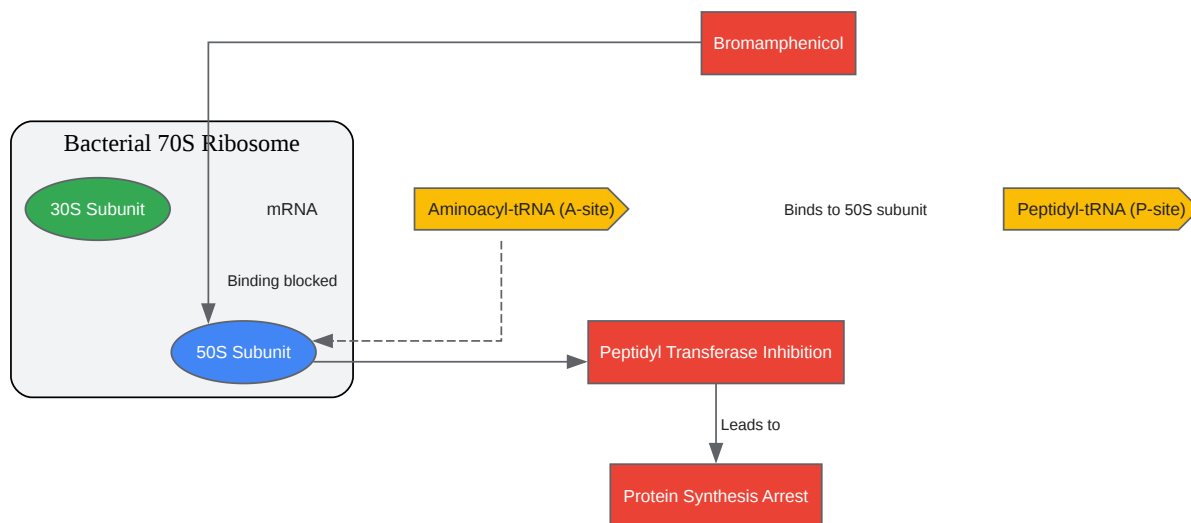 Bromamphenicol
Bacterial 70S Ribosome
30S Subunit
mRNA
Aminoacyl-tRNA (A-site)
Binds to 50S subunit
Peptidyl-tRNA (P-site)
Binding blocked
50S Subunit
Peptidyl Transferase Inhibition
Leads to
Protein Synthesis Arrest